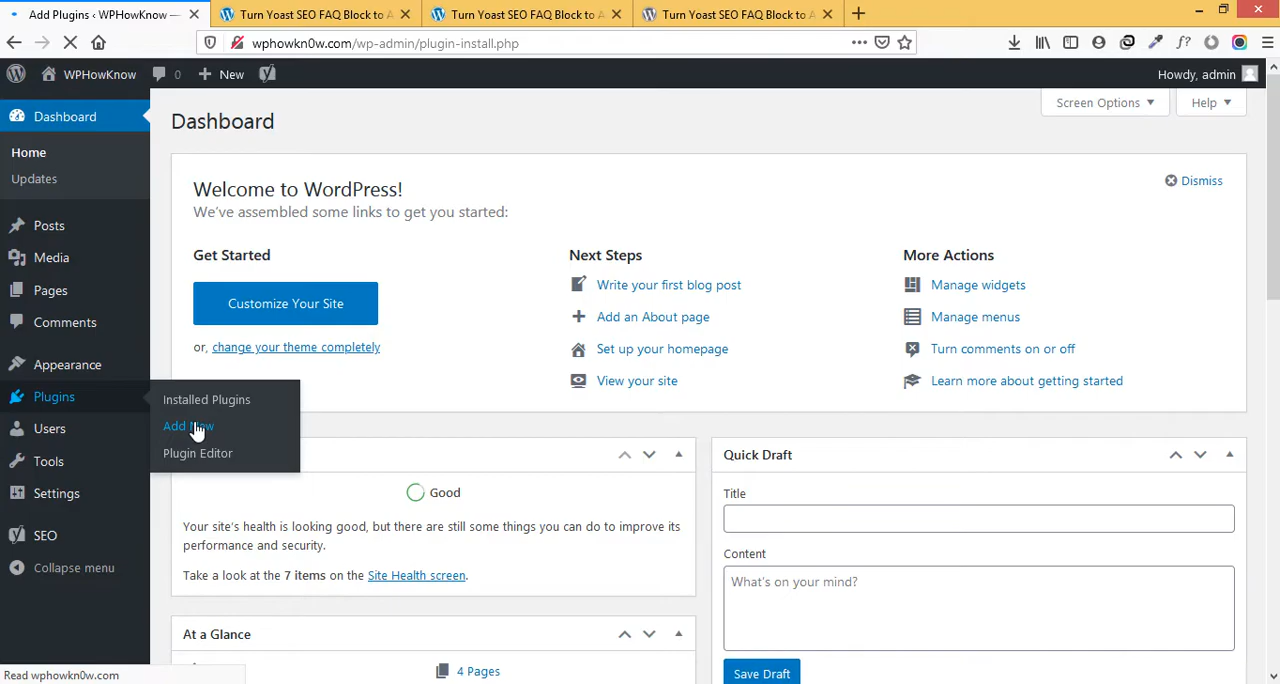 Add Plugins ‹ WPHowKnow —
Turn Yoast SEO FAQ Block to A
Turn Yoast SEO FAQ Block to A
Turn Yoast SEO FAQ Block to A
wphowkn0w.com/wp-admin/plugin-install.php
WPHowKnow 0 + New
Howdy, admin
Dashboard
Home
Updates
Posts
Media
Pages
Comments
Appearance
Plugins
Users
Tools
Settings
SEO
Collapse menu
Installed Plugins
Add New
Plugin Editor
Screen Options ▼
Help ▼
Dashboard
Welcome to WordPress!
We've assembled some links to get you started:
Dismiss
Get Started
Customize Your Site
or, change your theme completely
Next Steps
Write your first blog post
Add an About page
Set up your homepage
View your site
More Actions
Manage widgets
Manage menus
Turn comments on or off
Learn more about getting started
Good
Your site's health is looking good, but there are still some things you can do to improve its
performance and security.
Take a look at the 7 items on the Site Health screen.
At a Glance
4 Pages
Quick Draft
Title
Content
What's on your mind?
Save Draft
Read wphowkn0w.com